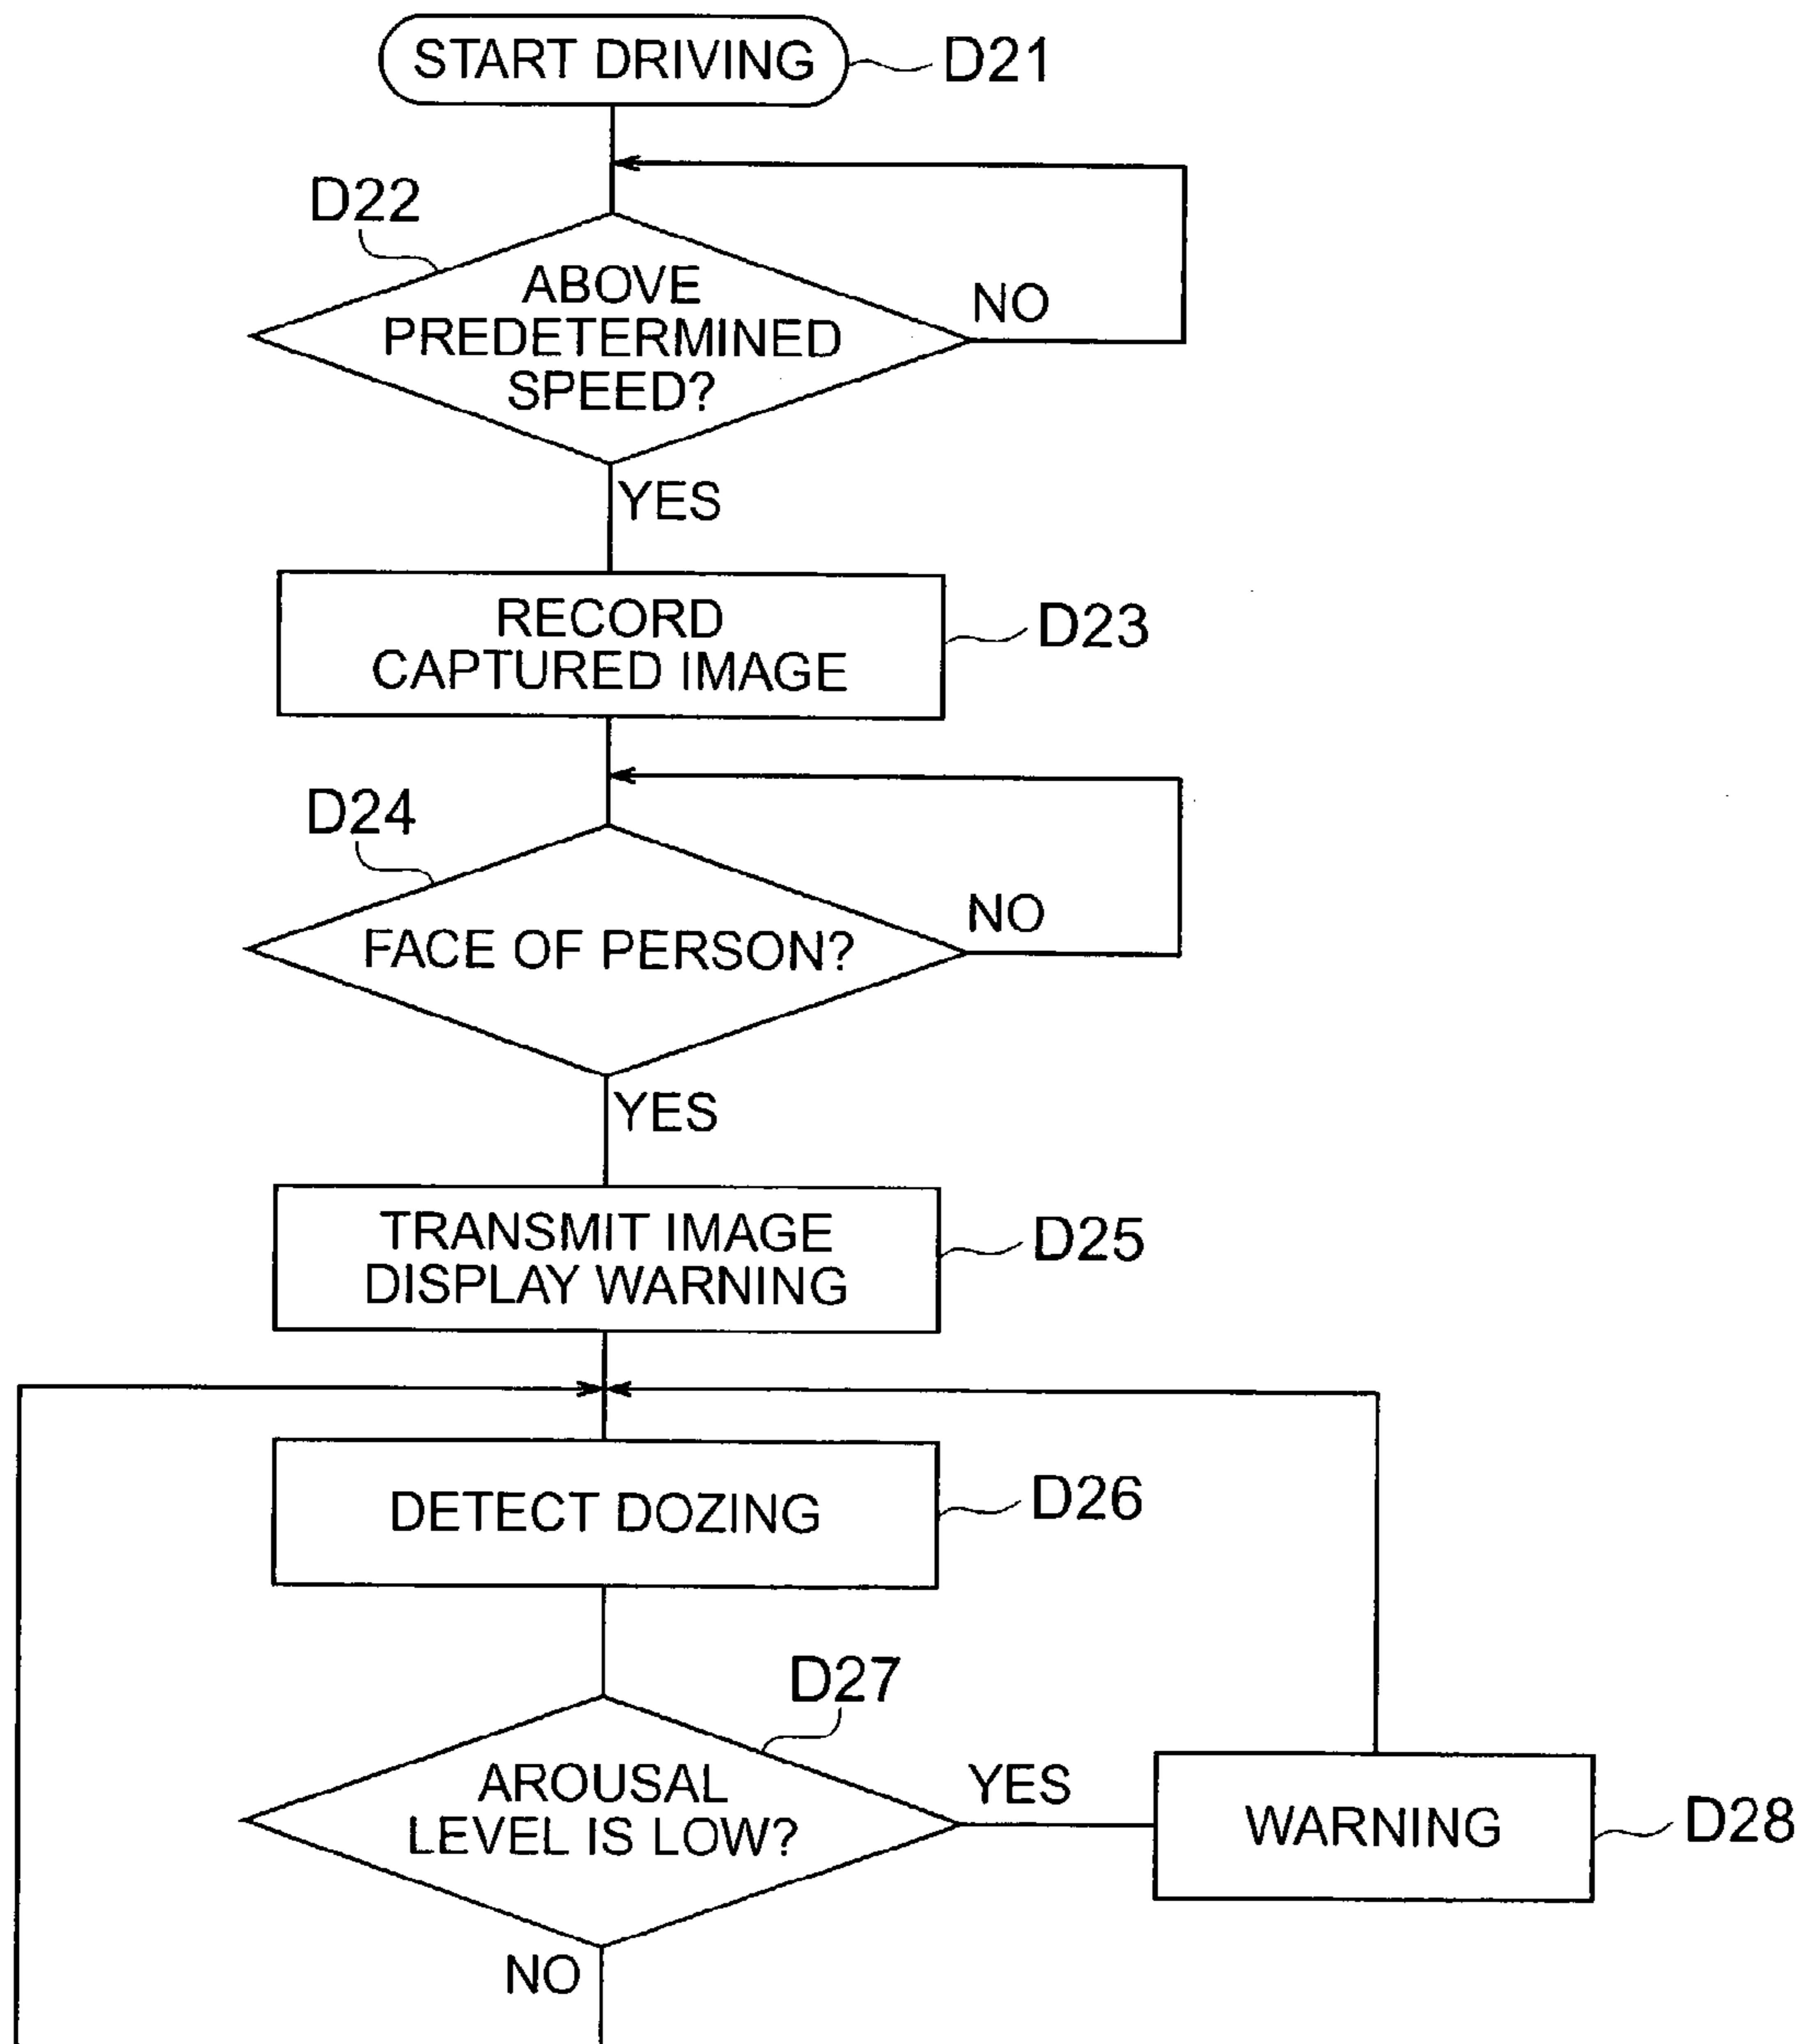 START DRIVING
D21
D22
ABOVE
PREDETERMINED
SPEED?
NO
YES
RECORD
CAPTURED IMAGE
D23
D24
FACE OF PERSON?
NO
YES
TRANSMIT IMAGE
DISPLAY WARNING
D25
DETECT DOZING
D26
D27
AROUSAL
LEVEL IS LOW?
YES
WARNING
D28
NO